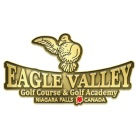 EAGLE VALLEY
Golf Course & Golf Academy
NIAGARA FALLS CANADA